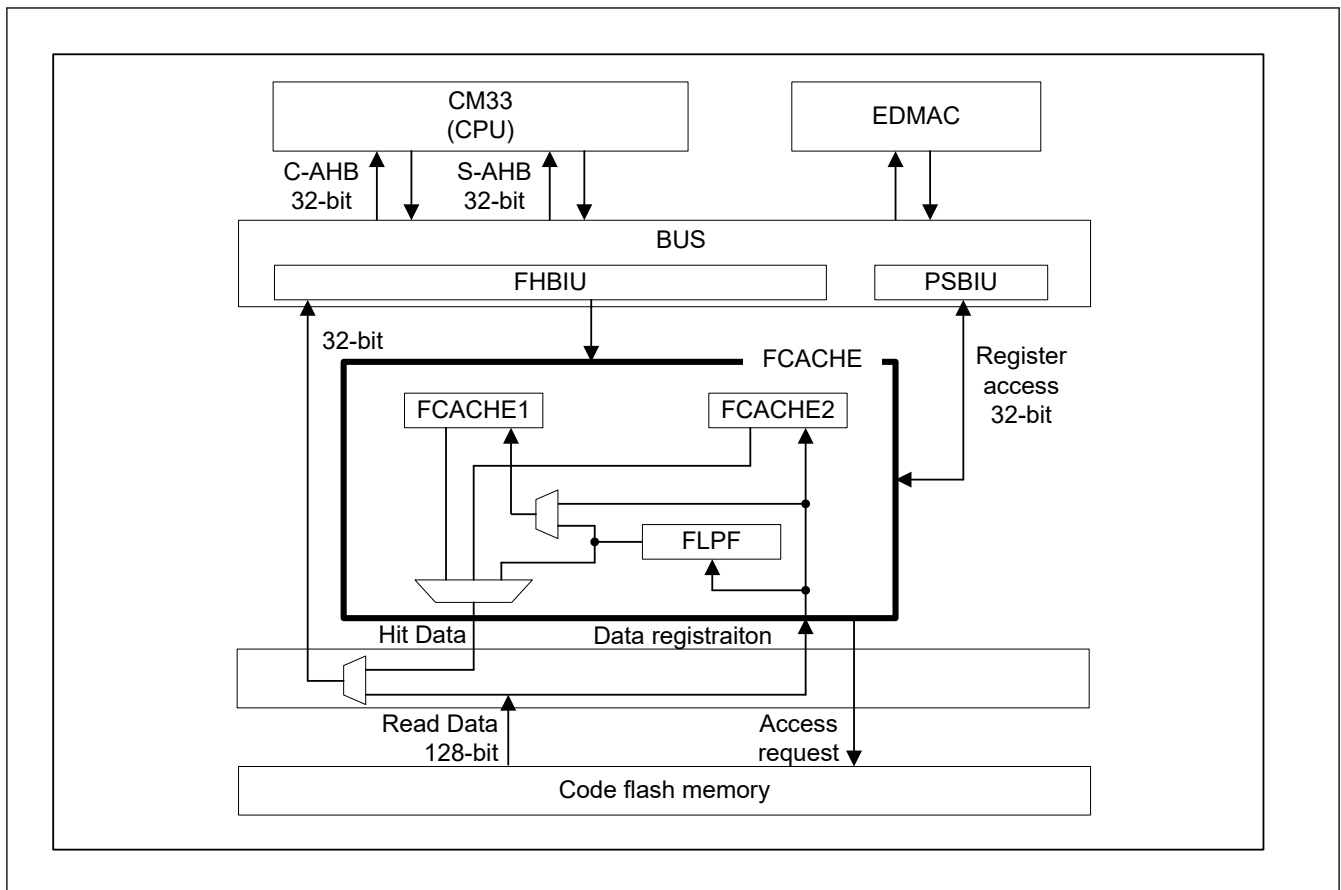 CM33
(CPU)
EDMAC
C-AHB
32-bit
S-AHB
32-bit
BUS
FHBIU
PSBIU
32-bit
FCACHE
Register
access
32-bit
FCACHE1
FCACHE2
FLPF
Hit Data
Data registraiton
Read Data
128-bit
Access
request
Code flash memory